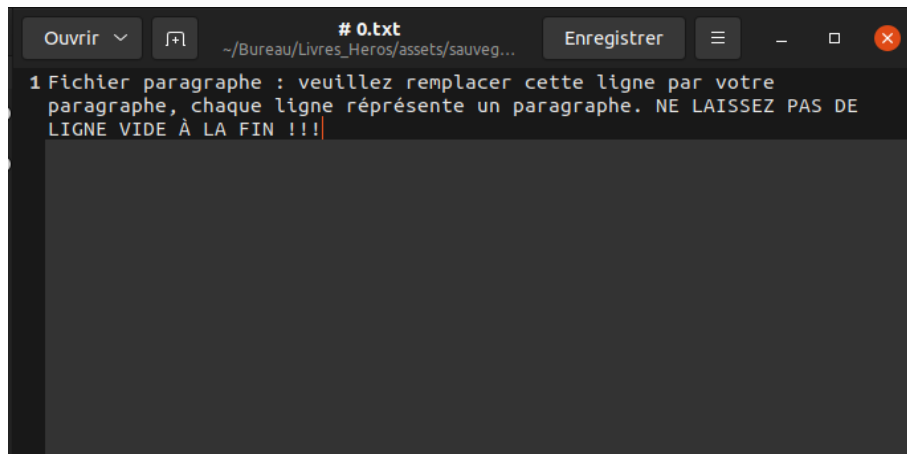 Ouvrir
# 0.txt
~/Bureau/Livres_Heros/assets/sauveg...
Enregistrer
1 Fichier paragraphe : veuillez remplacer cette ligne par votre
paragraphe, chaque ligne réprésente un paragraphe. NE LAISSEZ PAS DE
LIGNE VIDE À LA FIN !!!